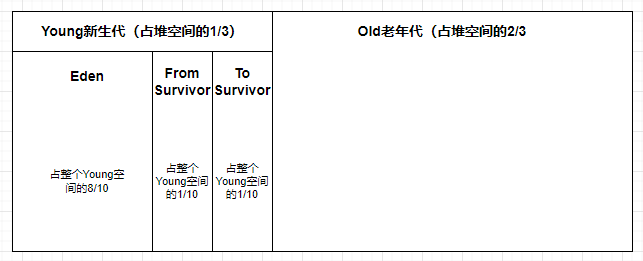 Young新生代（占堆空间的1/3）
Old老年代（占堆空间的2/3
Eden
From
Survivor
To
Survivor
占整个Young空
间的8/10
占整个
Young空间
的1/10
占整个
Young空间
的1/10